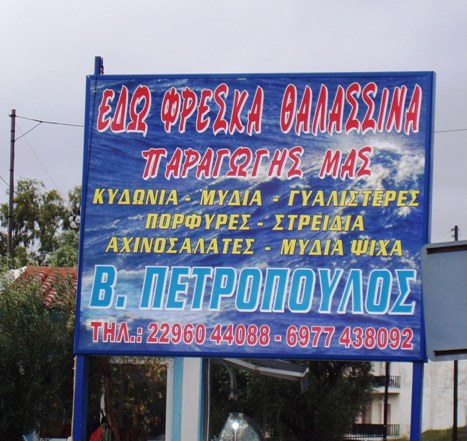 ΕΔΩ ΦΡΕΣΚΑ ΘΑΛΑΣΣΙΝΑ
ΠΑΡΑΓΩΓΗΣ ΜΑΣ
ΚΥΔΩΝΙΑ - ΜΥΔΙΑ - ΓΥΑΛΙΣΤΕΡΕΣ
ΠΟΡΦΥΡΕΣ - ΣΤΡΕΙΔΙΑ
ΑΧΙΝΟΣΑΛΑΤΕΣ - ΜΥΔΙΑ ΨΙΧΑ
Β. ΠΕΤΡΟΠΟΥΛΟΣ
ΤΗΛ.: 22960 44088 - 6977 438092